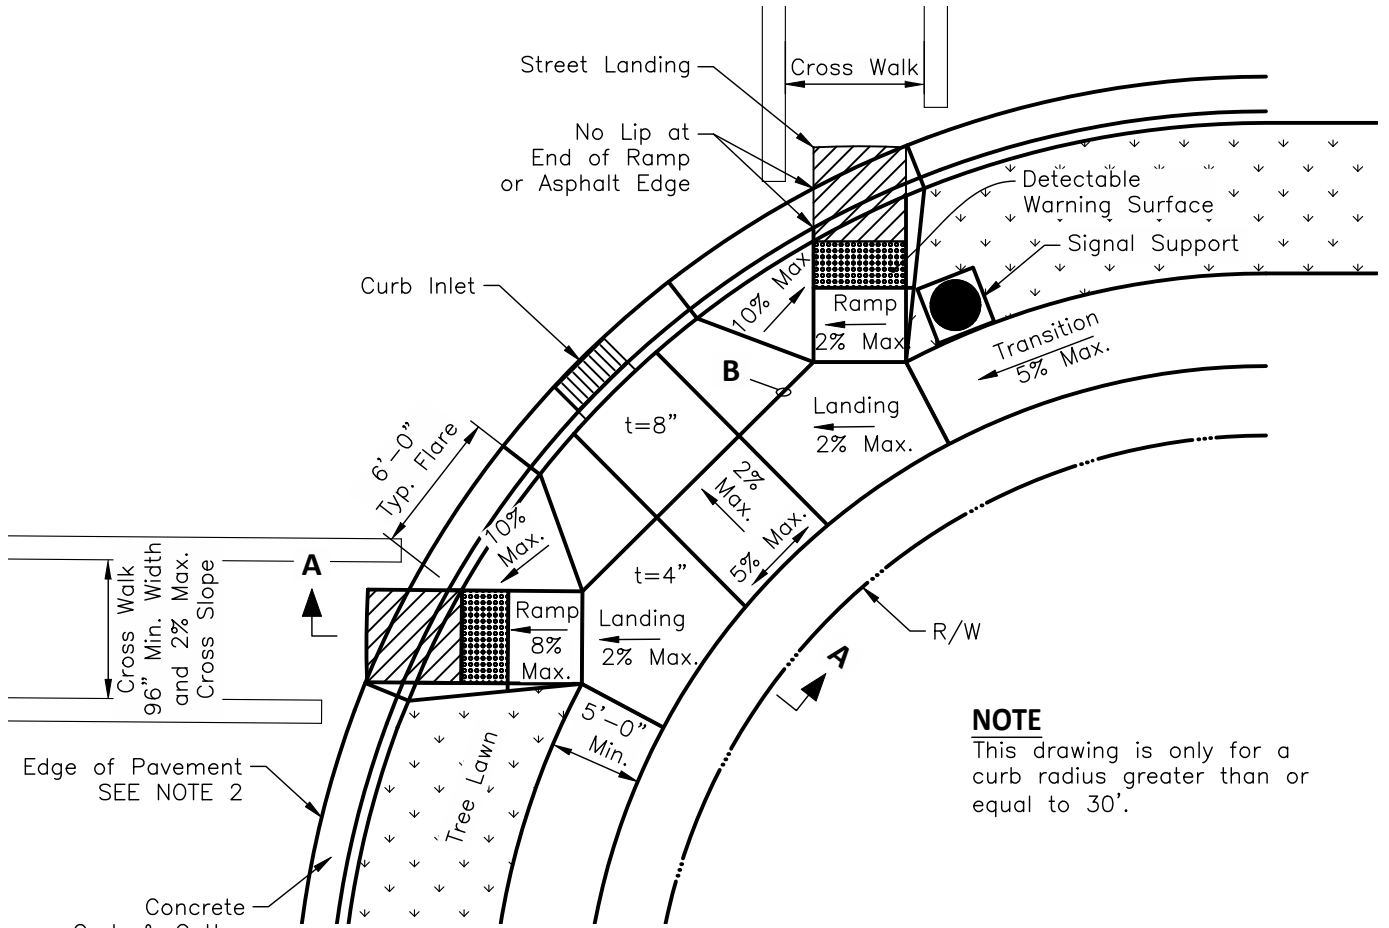 Street Landing
Cross Walk
No Lip at
End of Ramp
or Asphalt Edge
Detectable
Warning Surface
Signal Support
Curb Inlet
10% Max.
Ramp
2% Max.
Transition
5% Max.
B
Landing
2% Max.
t=8"
6'-0"
Typ. Flare
2%
Max.
5% Max.
10%
Max.
t=4"
A
Cross Walk
96" Min. Width
and 2% Max.
Cross Slope
Ramp
8%
Max.
Landing
2% Max.
R/W
A
5'-0"
Min.
Tree Lawn
NOTE
This drawing is only for a
curb radius greater than or
equal to 30'.
Edge of Pavement
SEE NOTE 2
Concrete